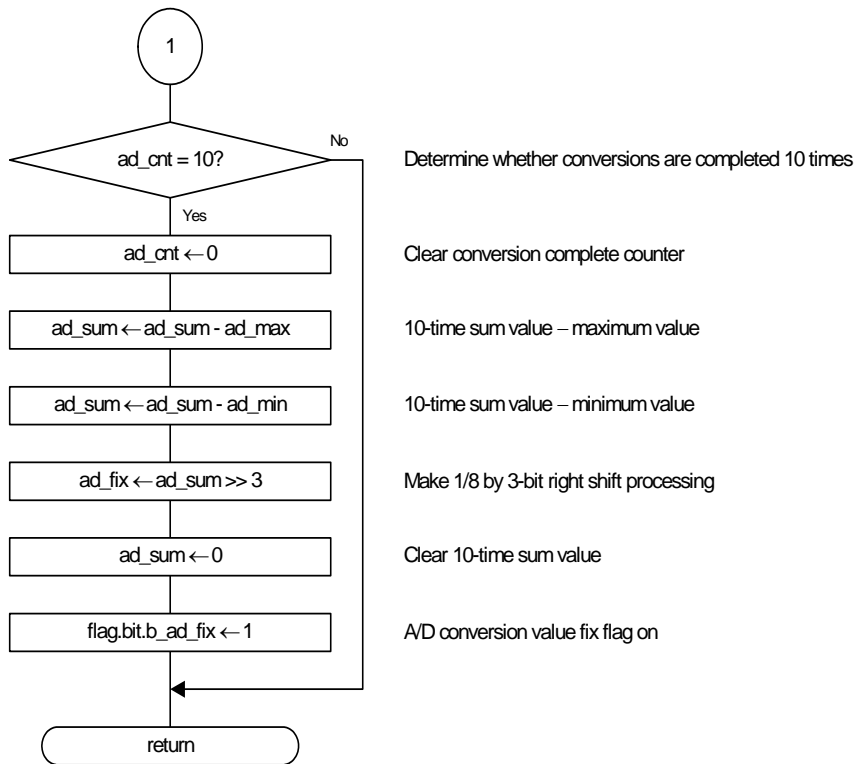 1
No
ad_cnt = 10?
Determine whether conversions are completed 10 times
Yes
ad_cnt ← 0
Clear conversion complete counter
ad_sum ← ad_sum - ad_max
10-time sum value – maximum value
ad_sum ← ad_sum - ad_min
10-time sum value – minimum value
ad_fix ← ad_sum >> 3
Make 1/8 by 3-bit right shift processing
ad_sum ← 0
Clear 10-time sum value
flag.bit.b_ad_fix ← 1
A/D conversion value fix flag on
return